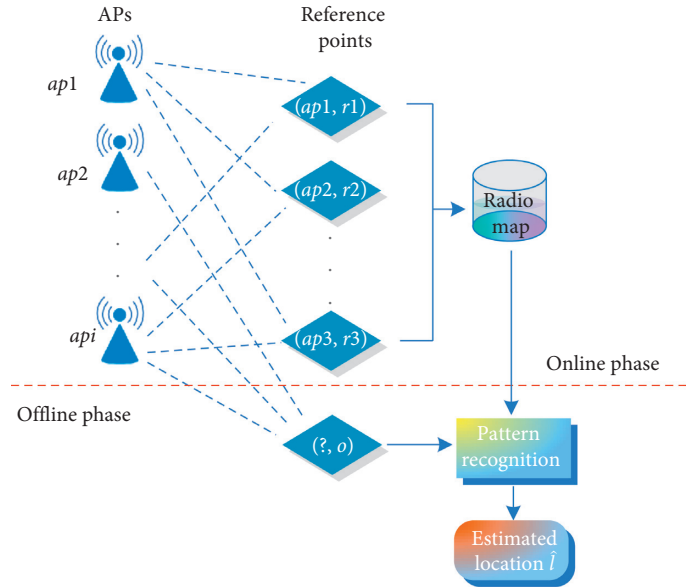 APs
Reference
points
ap1
(ap1, r1)
ap2
(ap2, r2)
Radio
map
.
.
.
.
.
.
api
(ap3, r3)
Online phase
Offline phase
(?, o)
Pattern
recognition
Estimated
location l̂